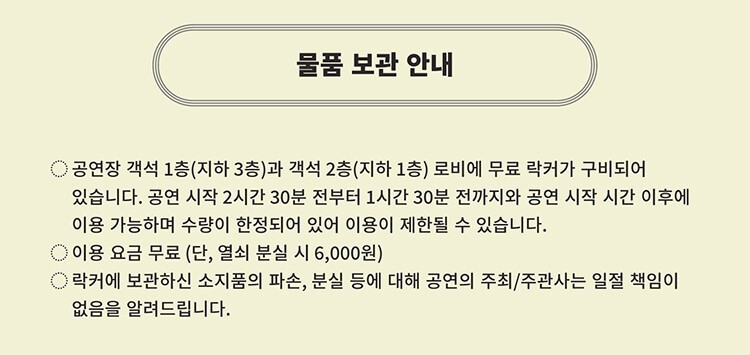 물품 보관 안내
공연장 객석 1층(지하 3층)과 객석 2층(지하 1층) 로비에 무료 락커가 구비되어
있습니다. 공연 시작 2시간 30분 전부터 1시간 30분 전까지와 공연 시작 시간 이후에
이용 가능하며 수량이 한정되어 있어 이용이 제한될 수 있습니다.
이용 요금 무료 (단, 열쇠 분실 시 6,000원)
락커에 보관하신 소지품의 파손, 분실 등에 대해 공연의 주최/주관사는 일절 책임이
없음을 알려드립니다.